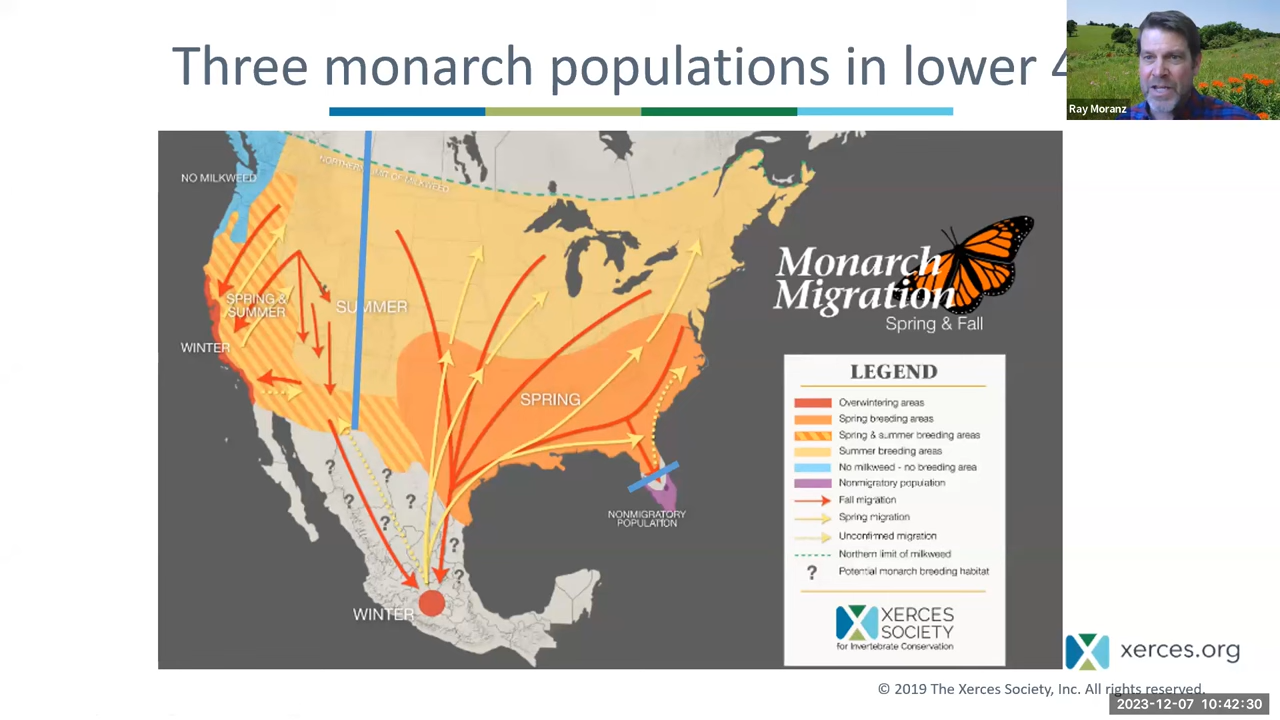 Three monarch populations in lower 4
Ray Moranz
NO MILKWEED
NORTHERN LIMIT OF MILKWEED
SPRING &
SUMMER
SUMMER
WINTER
SPRING
NONMIGRATORY
POPULATION
WINTER
?
?
?
?
?
?
?
Monarch
Migration
Spring & Fall
LEGEND
Overwintering areas
Spring breeding areas
Spring & summer breeding areas
Summer breeding areas
No milkweed - no breeding area
Nonmigratory population
Fall migration
Spring migration
Unconfirmed migration
Northern limit of milkweed
? Potential monarch breeding habitat
XERCES
SOCIETY
for Invertebrate Conservation
xerces.org
© 2019 The Xerces Society, Inc. All rights reserved.
2023-12-07 10:42:30